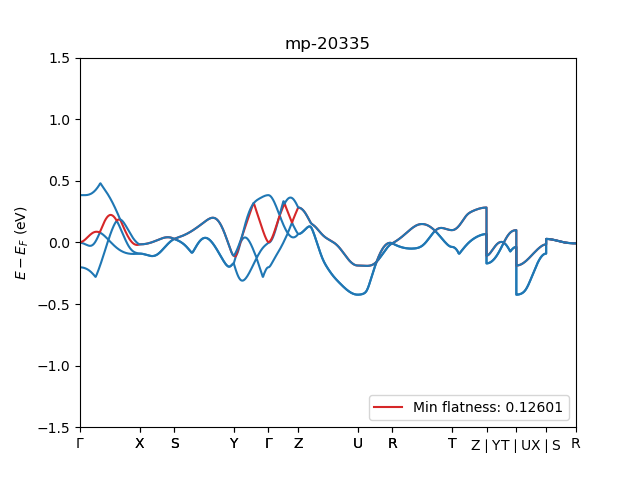 mp-20335
E − E_F (eV)
1.5
1.0
0.5
0.0
−0.5
−1.0
−1.5
Min flatness: 0.12601
Γ X S Y Γ Z U R T Z | YT | UX | S R